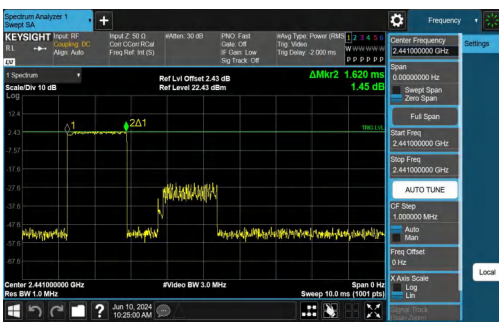 Spectrum Analyzer 1
Swept SA
Frequency
Settings
KEYSIGHT
Input: RF
Coupling: DC
Align: Auto
Input Z: 50 Ω
Corr CCorr RCal
Freq Ref: Int (S)
#Atten: 30 dB
PNO: Fast
Gate: Off
IF Gain: Low
Sig Track: Off
#Avg Type: Power (RMS
Trig: Video
Trig Delay: -2.000 ms
1 2 3 4 5 6
W W W W W W
P P P P P P
R L
LVI
1 Spectrum
Scale/Div 10 dB
Ref Lvl Offset 2.43 dB
Ref Level 22.43 dBm
ΔMkr2 1.620 ms
1.45 dB
Log
12.4
2.43
-7.57
-17.6
-27.6
-37.6
-47.6
-57.6
-67.6
1
2Δ1
TRIG LVL
Center 2.441000000 GHz
Res BW 1.0 MHz
#Video BW 3.0 MHz
Span 0 Hz
Sweep 10.0 ms (1001 pts)
Jun 10, 2024
10:25:00 AM
?
Center Frequency
2.441000000 GHz
Span
0.00000000 Hz
Swept Span
Zero Span
Full Span
Start Freq
2.441000000 GHz
Stop Freq
2.441000000 GHz
AUTO TUNE
CF Step
1.000000 MHz
Auto
Man
Freq Offset
0 Hz
X Axis Scale
Log
Lin
Signal Track
Local